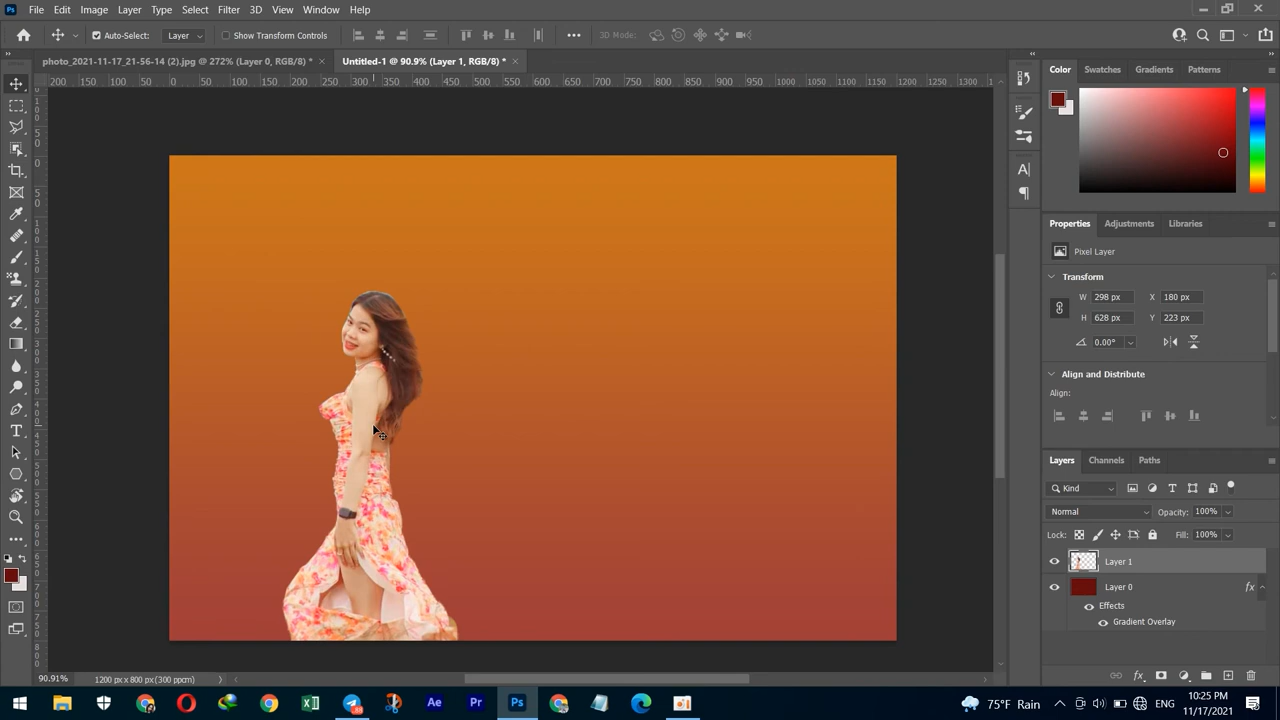 Ps File Edit Image Layer Type Select Filter 3D View Window Help
Auto-Select: Layer Show Transform Controls ••• 3D Mode:
photo_2021-11-17_21-56-14 (2).jpg @ 272% (Layer 0, RGB/8) * × Untitled-1 @ 90.9% (Layer 1, RGB/8) * ×
200 150 100 50 0 50 100 150 200 250 300 350 400 450 500 550 600 650 700 750 800 850 900 950 1000 1050 1100 1150 1200 1250 1300
Color Swatches Gradients Patterns
Properties Adjustments Libraries
Pixel Layer
Transform
W 298 px X 180 px
H 628 px Y 223 px
0.00°
Align and Distribute
Align:
Layers Channels Paths
Kind
Normal Opacity: 100%
Lock: Fill: 100%
Layer 1
Layer 0 fx
Effects
Gradient Overlay
90.91% 1200 px x 800 px (300 ppcm)
Ae Pr Ps
75°F Rain ENG
10:25 PM
11/17/2021